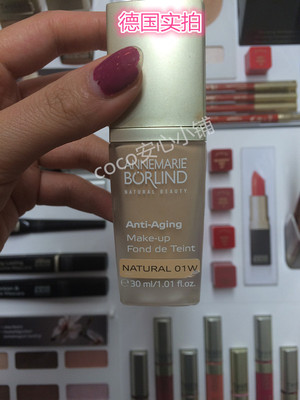 德国实拍
coco安心小铺
ANNEMARIE
BÖRLIND
NATURAL BEAUTY
Anti-Aging
Make-up
Fond de Teint
NATURAL 01W
e 30 ml/1.01 fl.oz.